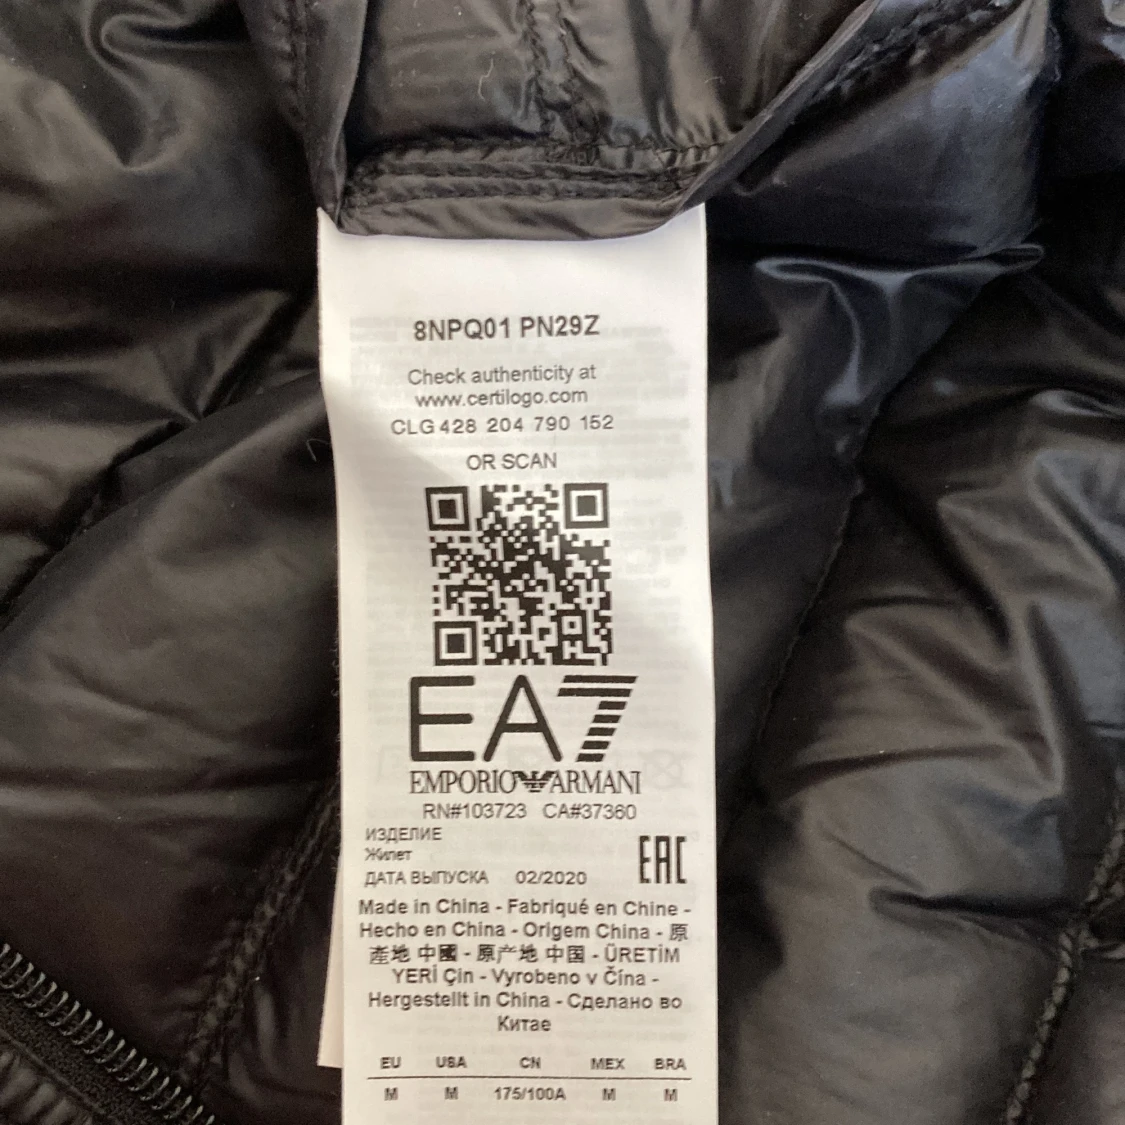 8NPQ01 PN29Z
Check authenticity at
www.certilogo.com
CLG 428 204 790 152
OR SCAN
EA7
EMPORIO ARMANI
RN#103723 CA#37360
ИЗДЕЛИЕ
Жилет
ДАТА ВЫПУСКА 02/2020
EAC
Made in China - Fabriqué en Chine -
Hecho en China - Origem China - 原
產地 中國 - 原产地 中国 - ÜRETİM
YERİ Çin - Vyrobeno v Čína -
Hergestellt in China - Сделано во
Китае
EU USA CN MEX BRA
M M 175/100A M M